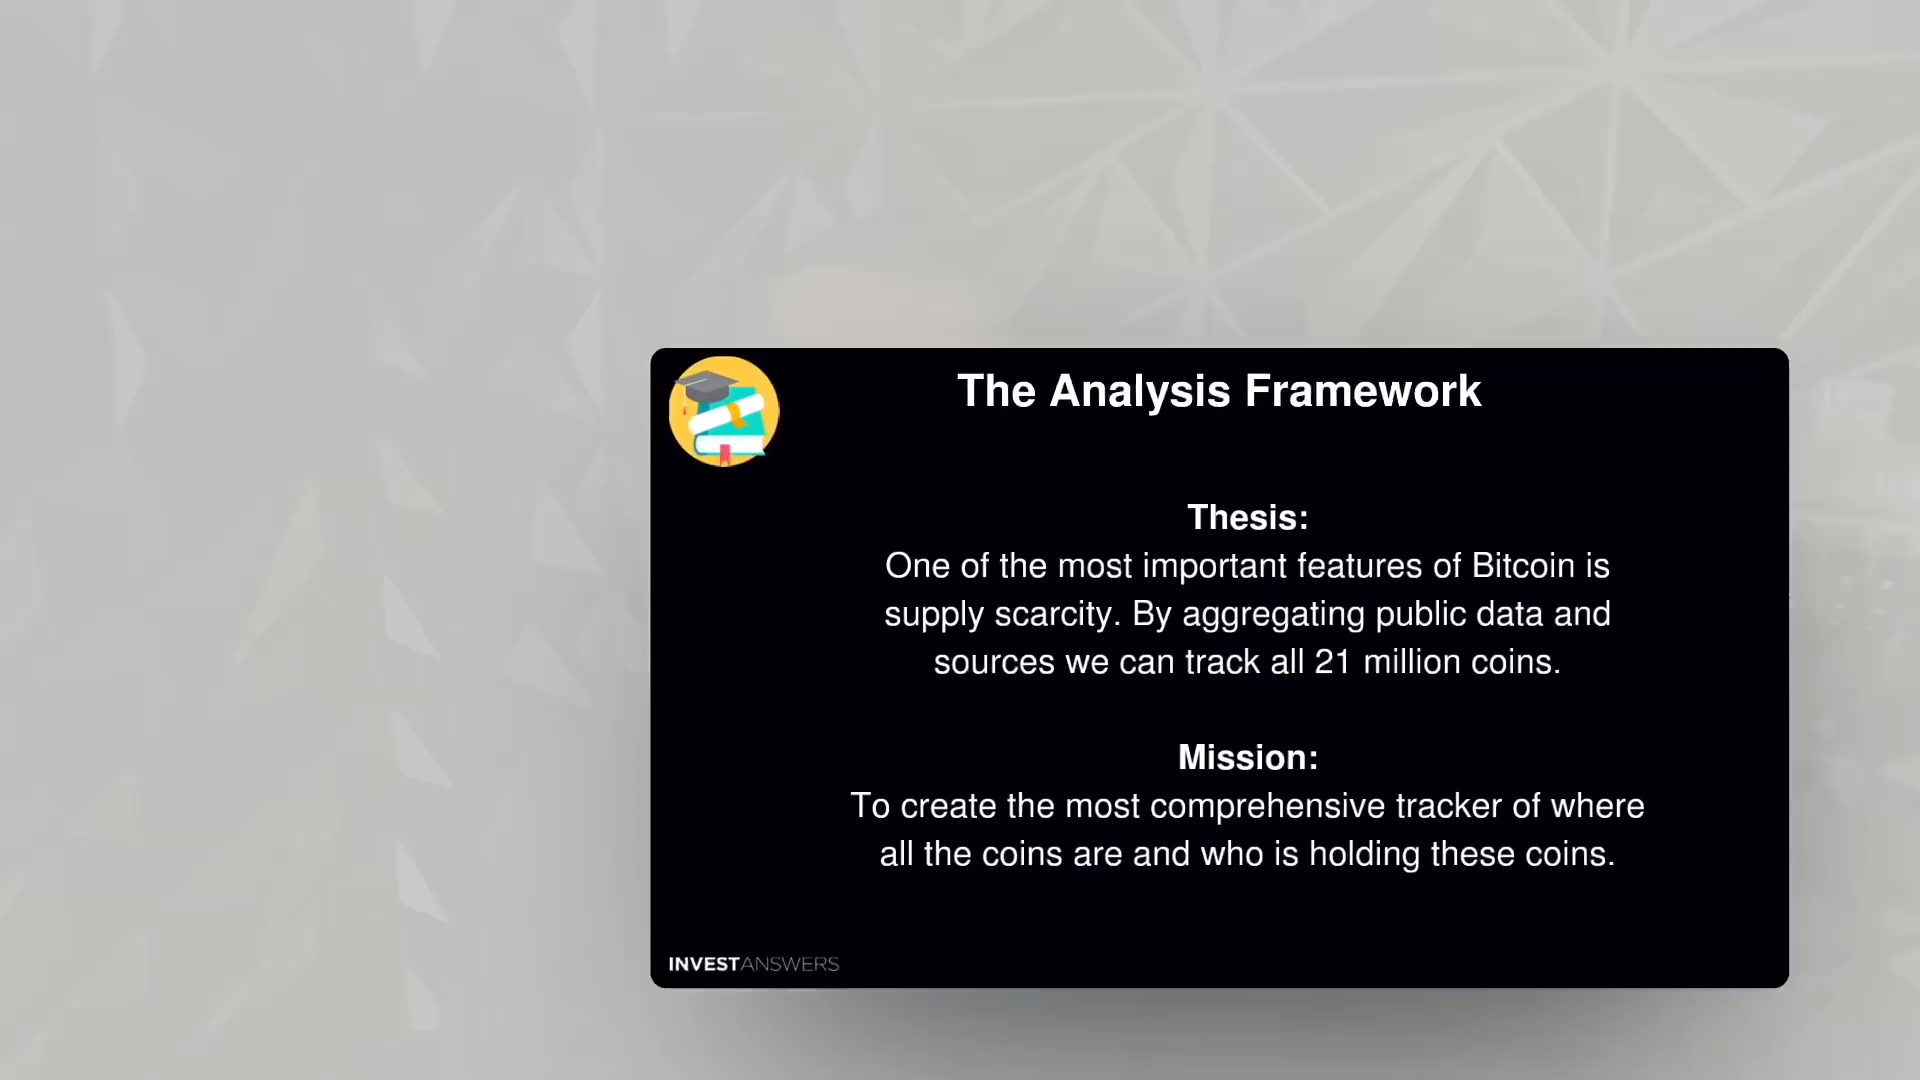 The Analysis Framework
Thesis:
One of the most important features of Bitcoin is
supply scarcity. By aggregating public data and
sources we can track all 21 million coins.
Mission:
To create the most comprehensive tracker of where
all the coins are and who is holding these coins.
INVESTANSWERS